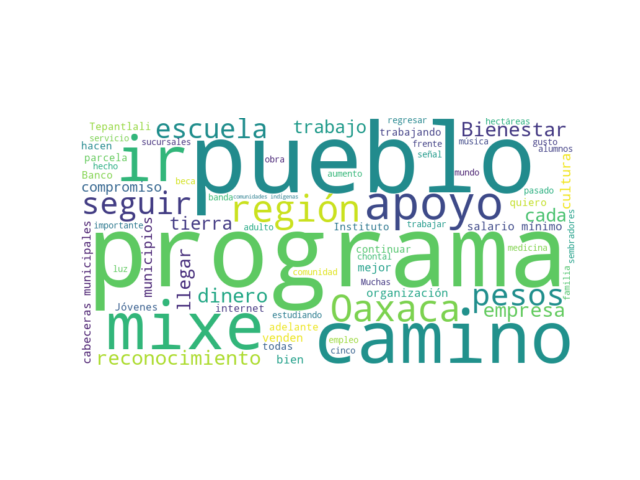 Tepantlali
servicio
hacen
parcela
hecho
Banco
compromiso
escuela
sucursales
ir
pueblo
obra
beca
trabajo
regresar
trabajando
frente
señal
aumento
Bienestar
hectáreas
música
gusto
alumnos
mundo
cultura
pasado
quiero
cada
seguir
banda
comunidades indígenas
región
apoyo
importante
tierra
adulto
Instituto
trabajar
salario mínimo
sembradores
cabeceras municipales
municipios
programa
llegar
luz
continuar
chontal
mejor
comunidad
Muchas
medicina
familia
dinero
organización
pesos
Jóvenes
internet
estudiando
Oaxaca
empresa
mixe
adelante
venden
empleo
camino
reconocimiento
todas
bien
cinco